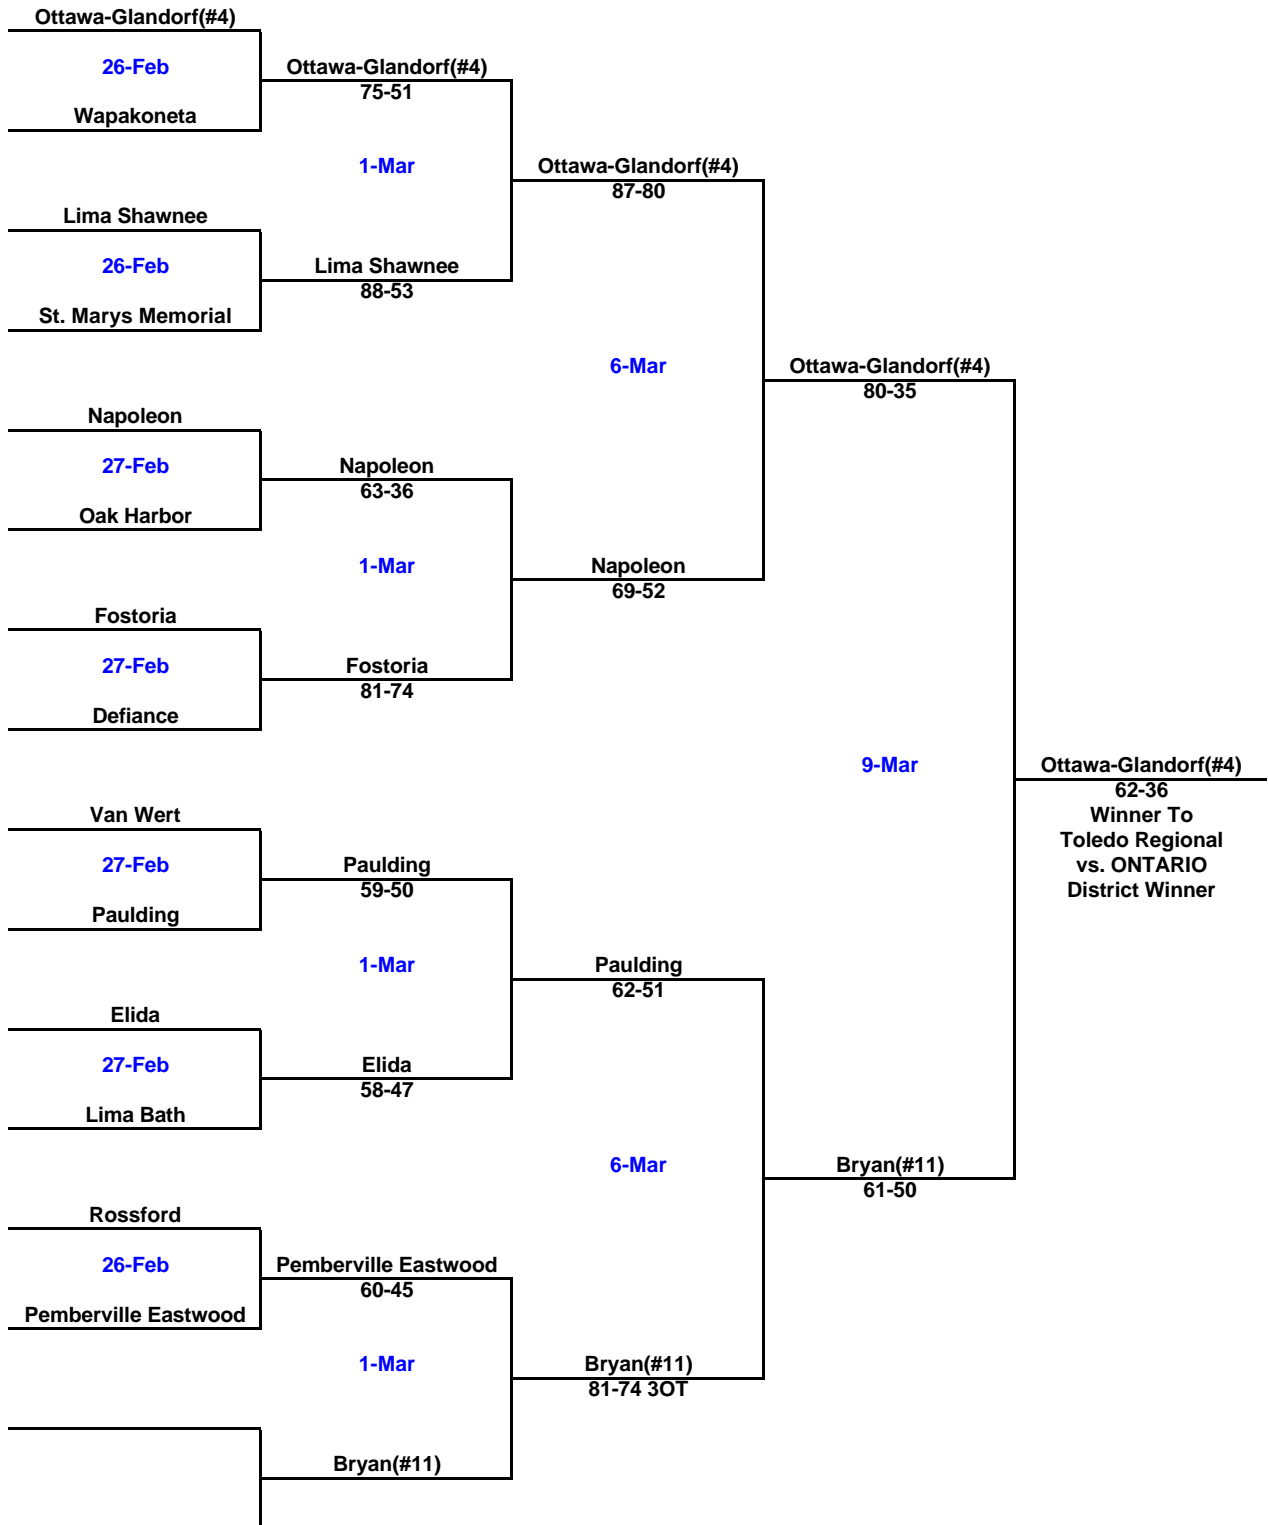 Ottawa-Glandorf(#4)
26-Feb
Ottawa-Glandorf(#4)
75-51
Wapakoneta
1-Mar
Ottawa-Glandorf(#4)
87-80
Lima Shawnee
26-Feb
Lima Shawnee
88-53
St. Marys Memorial
6-Mar
Ottawa-Glandorf(#4)
80-35
Napoleon
27-Feb
Napoleon
63-36
Oak Harbor
1-Mar
Napoleon
69-52
Fostoria
27-Feb
Fostoria
81-74
Defiance
9-Mar
Ottawa-Glandorf(#4)
62-36
Winner To
Toledo Regional
vs. ONTARIO
District Winner
Van Wert
27-Feb
Paulding
59-50
Paulding
1-Mar
Paulding
62-51
Elida
27-Feb
Elida
58-47
Lima Bath
6-Mar
Bryan(#11)
61-50
Rossford
26-Feb
Pemberville Eastwood
60-45
Pemberville Eastwood
1-Mar
Bryan(#11)
81-74 3OT
Bryan(#11)